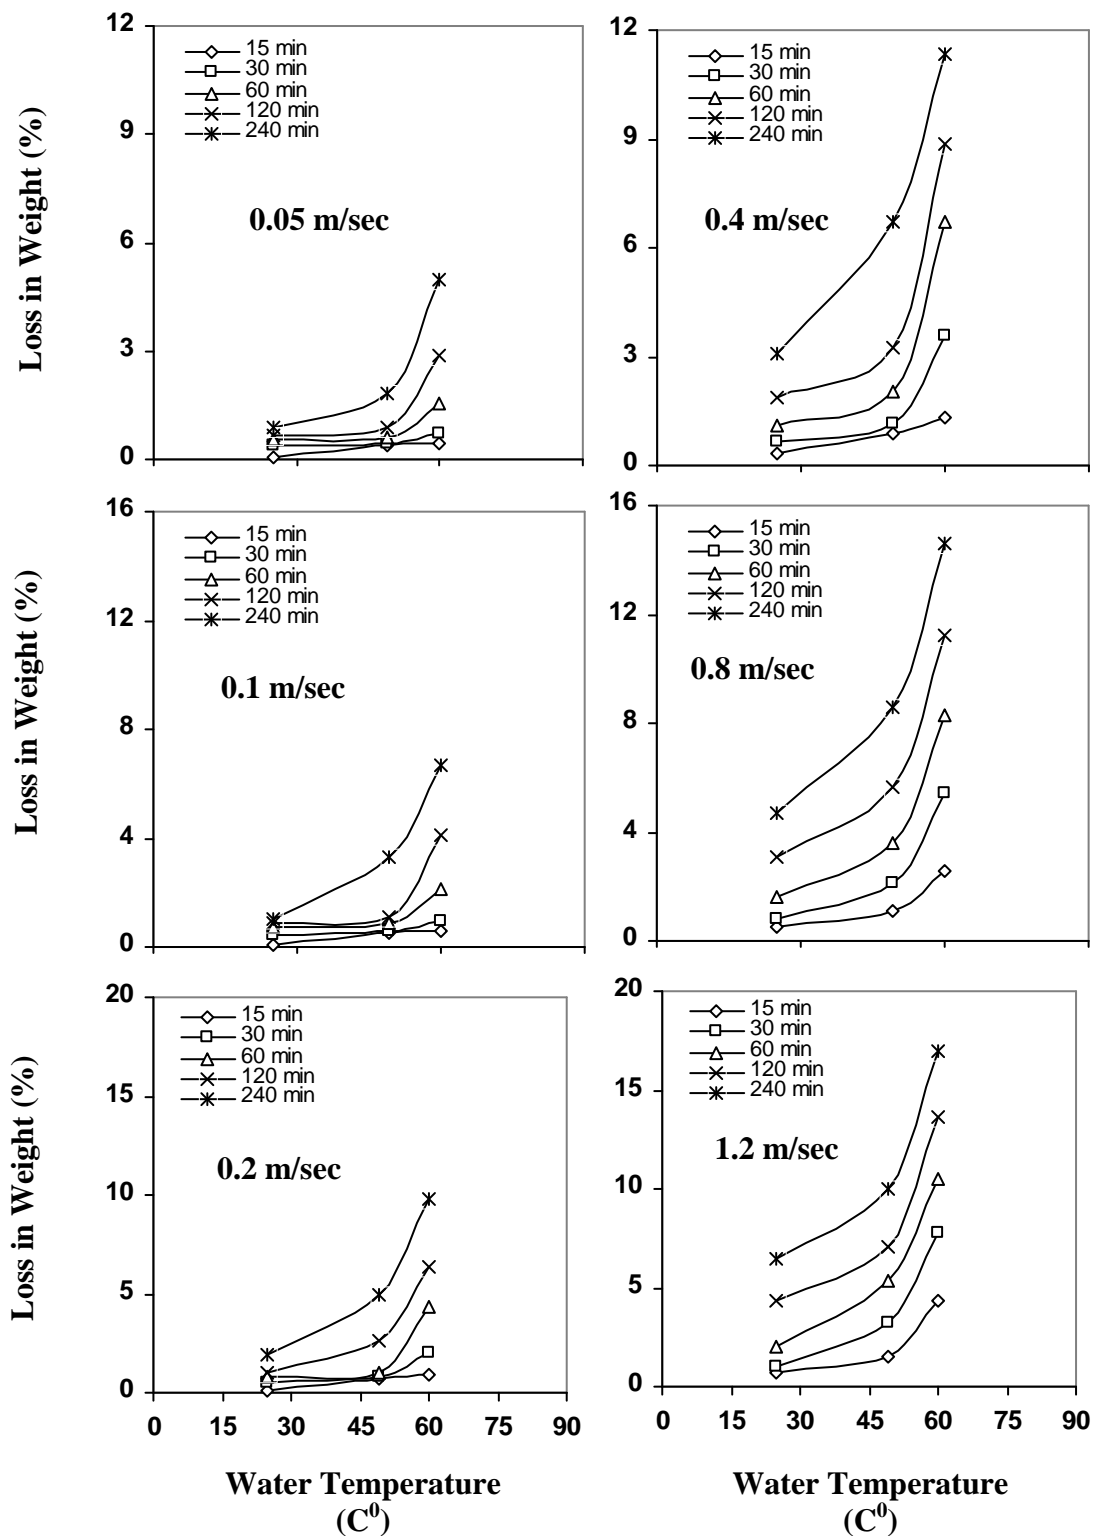 12
9
6
3
0
Loss in Weight (%)
15 min
30 min
60 min
120 min
240 min
0.05 m/sec
12
9
6
3
0
15 min
30 min
60 min
120 min
240 min
0.4 m/sec
16
12
8
4
0
Loss in Weight (%)
15 min
30 min
60 min
120 min
240 min
0.1 m/sec
16
12
8
4
0
15 min
30 min
60 min
120 min
240 min
0.8 m/sec
20
15
10
5
0
Loss in Weight (%)
15 min
30 min
60 min
120 min
240 min
0.2 m/sec
0 15 30 45 60 75 90
Water Temperature
(C⁰)
20
15
10
5
0
15 min
30 min
60 min
120 min
240 min
1.2 m/sec
0 15 30 45 60 75 90
Water Temperature
(C⁰)